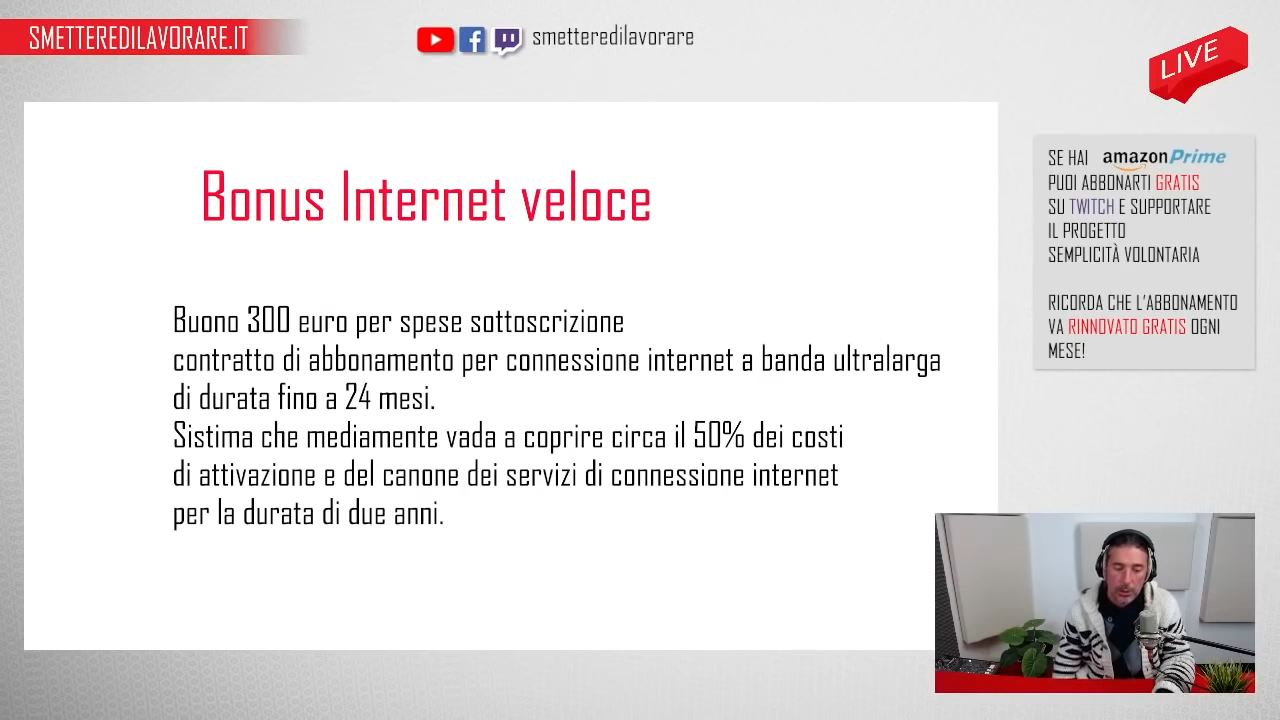 SMETTEREDILAVORARE.IT
smetteredilavorare
LIVE
Bonus Internet veloce
Buono 300 euro per spese sottoscrizione
contratto di abbonamento per connessione internet a banda ultralarga
di durata fino a 24 mesi.
Sistima che mediamente vada a coprire circa il 50% dei costi
di attivazione e del canone dei servizi di connessione internet
per la durata di due anni.
SE HAI amazonPrime
PUOI ABBONARTI GRATIS
SU TWITCH E SUPPORTARE
IL PROGETTO
SEMPLICITÀ VOLONTARIA
RICORDA CHE L'ABBONAMENTO
VA RINNOVATO GRATIS OGNI
MESE!